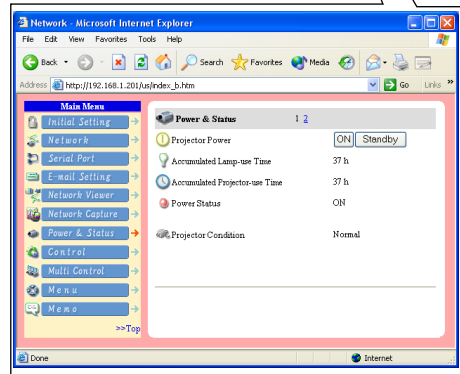 Network - Microsoft Internet Explorer
File Edit View Favorites Tools Help
Back Search Favorites Media
Address http://192.168.1.201/us/index_b.htm Go Links »
Main Menu
Initial Setting
Network
Serial Port
E-mail Setting
Network Viewer
Network Capture
Power & Status
Control
Multi Control
Menu
Memo
>>Top
Power & Status 1 2
Projector Power ON Standby
Accumulated Lamp-use Time 37 h
Accumulated Projector-use Time 37 h
Power Status ON
Projector Condition Normal
Done Internet